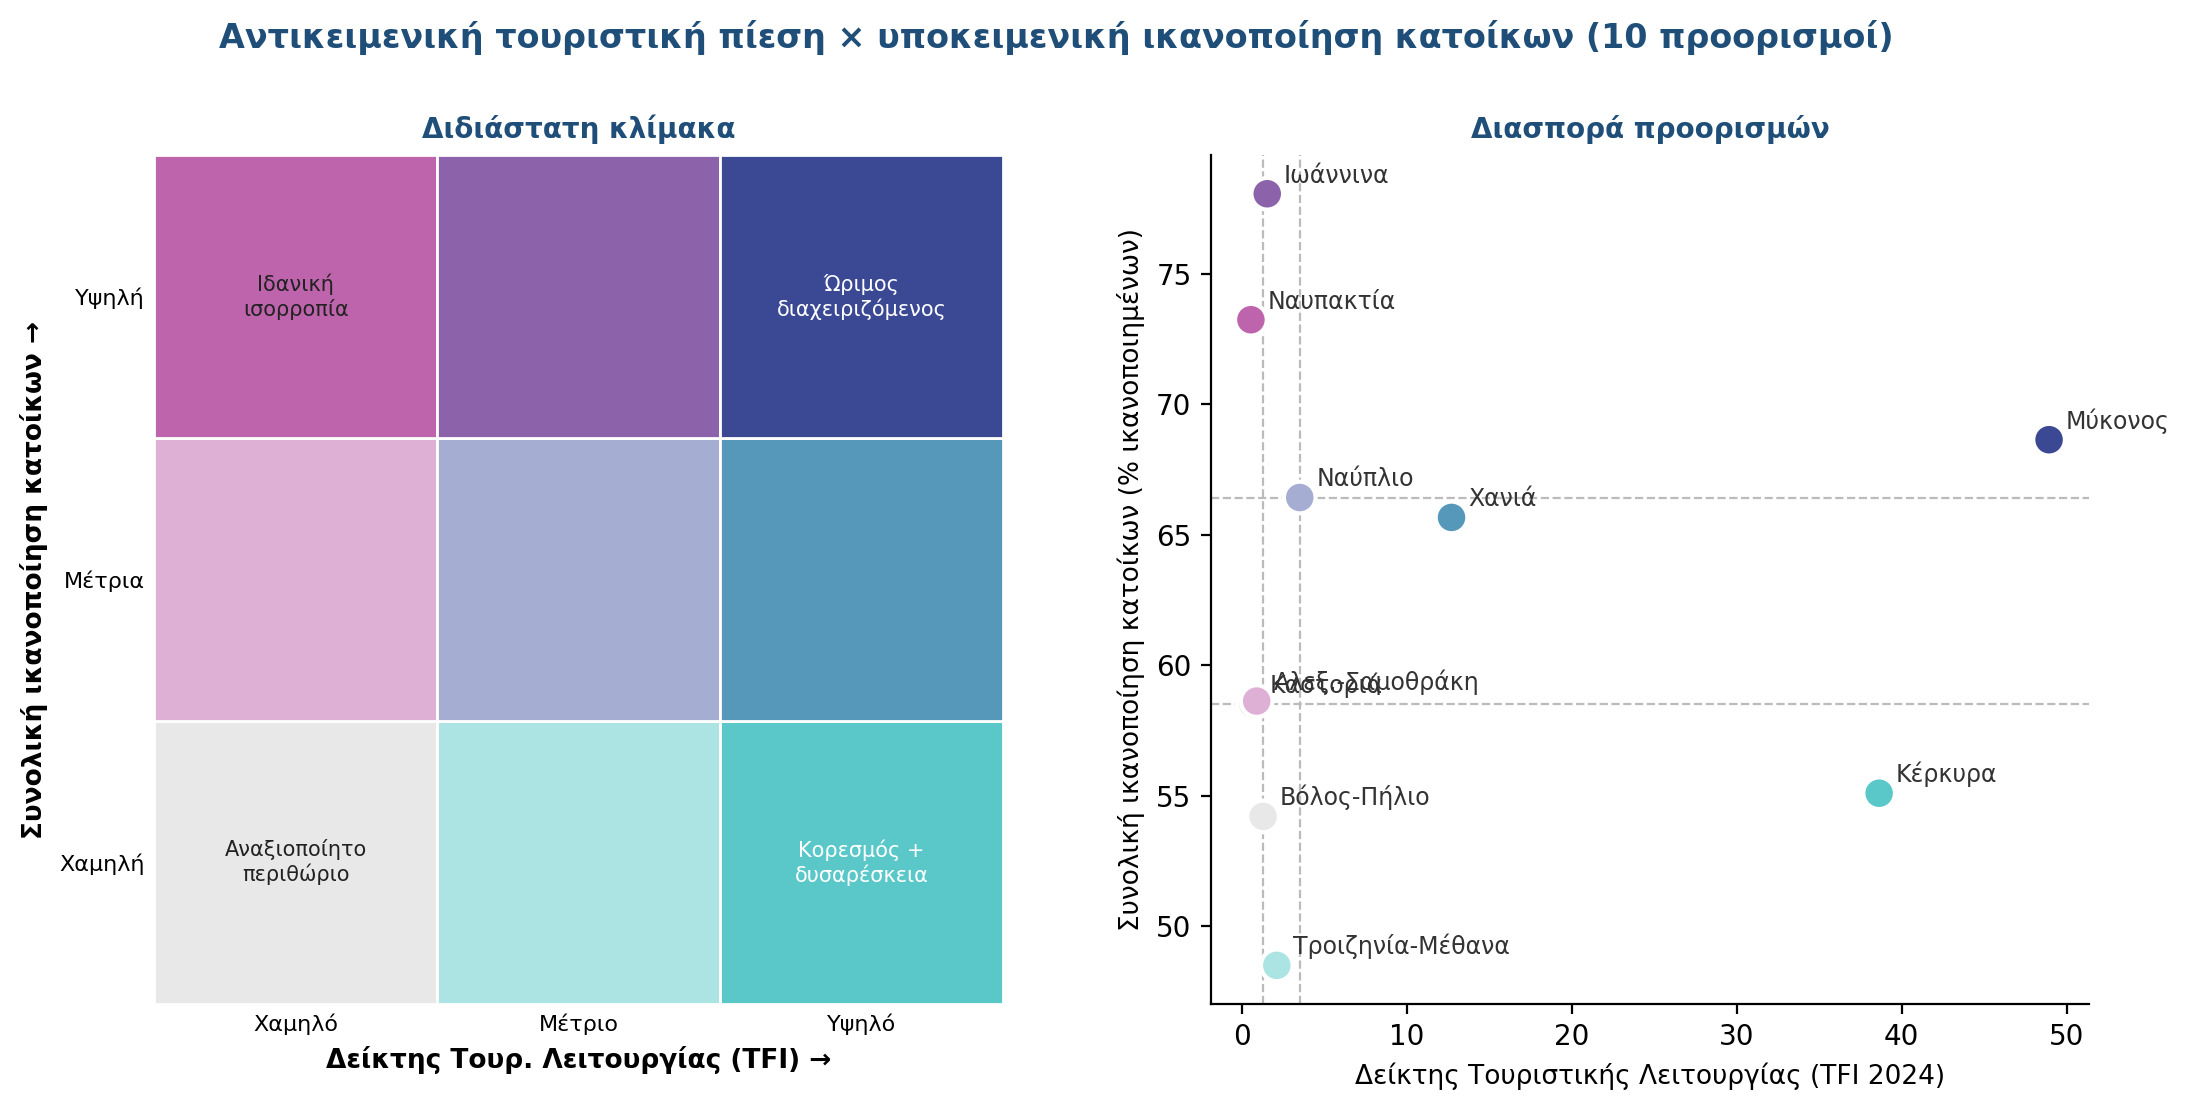 Αντικειμενική τουριστική πίεση × υποκειμενική ικανοποίηση κατοίκων (10 προορισμοί)
Διδιάστατη κλίμακα
Συνολική ικανοποίηση κατοίκων →
Υψηλή
Μέτρια
Χαμηλή
Ιδανική
ισορροπία
Ώριμος
διαχειριζόμενος
Αναξιοποίητο
περιθώριο
Κορεσμός +
δυσαρέσκεια
Χαμηλό
Μέτριο
Υψηλό
Δείκτης Τουρ. Λειτουργίας (TFI) →
Διασπορά προορισμών
Συνολική ικανοποίηση κατοίκων (% ικανοποιημένων)
75
70
65
60
55
50
Ιωάννινα
Ναυπακτία
Μύκονος
Ναύπλιο
Χανιά
Αλεξ.-Σαμοθράκη
Καστοριά
Κέρκυρα
Βόλος-Πήλιο
Τροιζηνία-Μέθανα
0
10
20
30
40
50
Δείκτης Τουριστικής Λειτουργίας (TFI 2024)